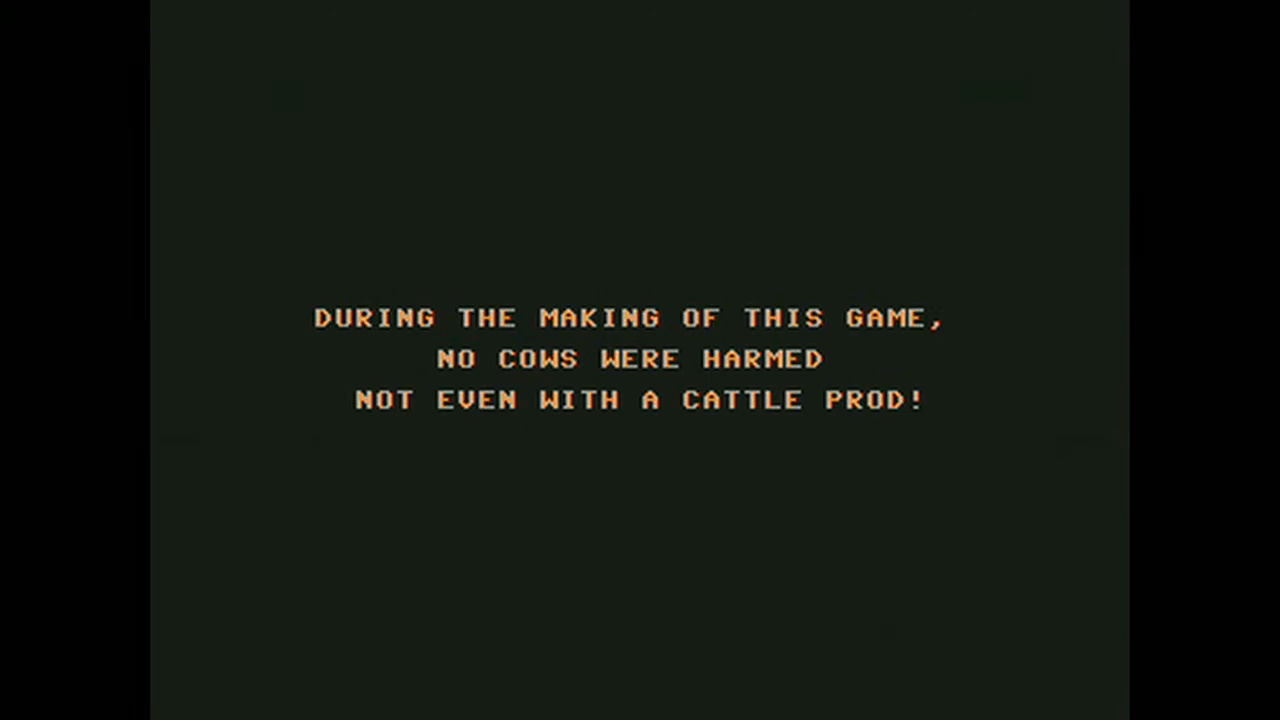 DURING THE MAKING OF THIS GAME,
NO COWS WERE HARMED
NOT EVEN WITH A CATTLE PROD!